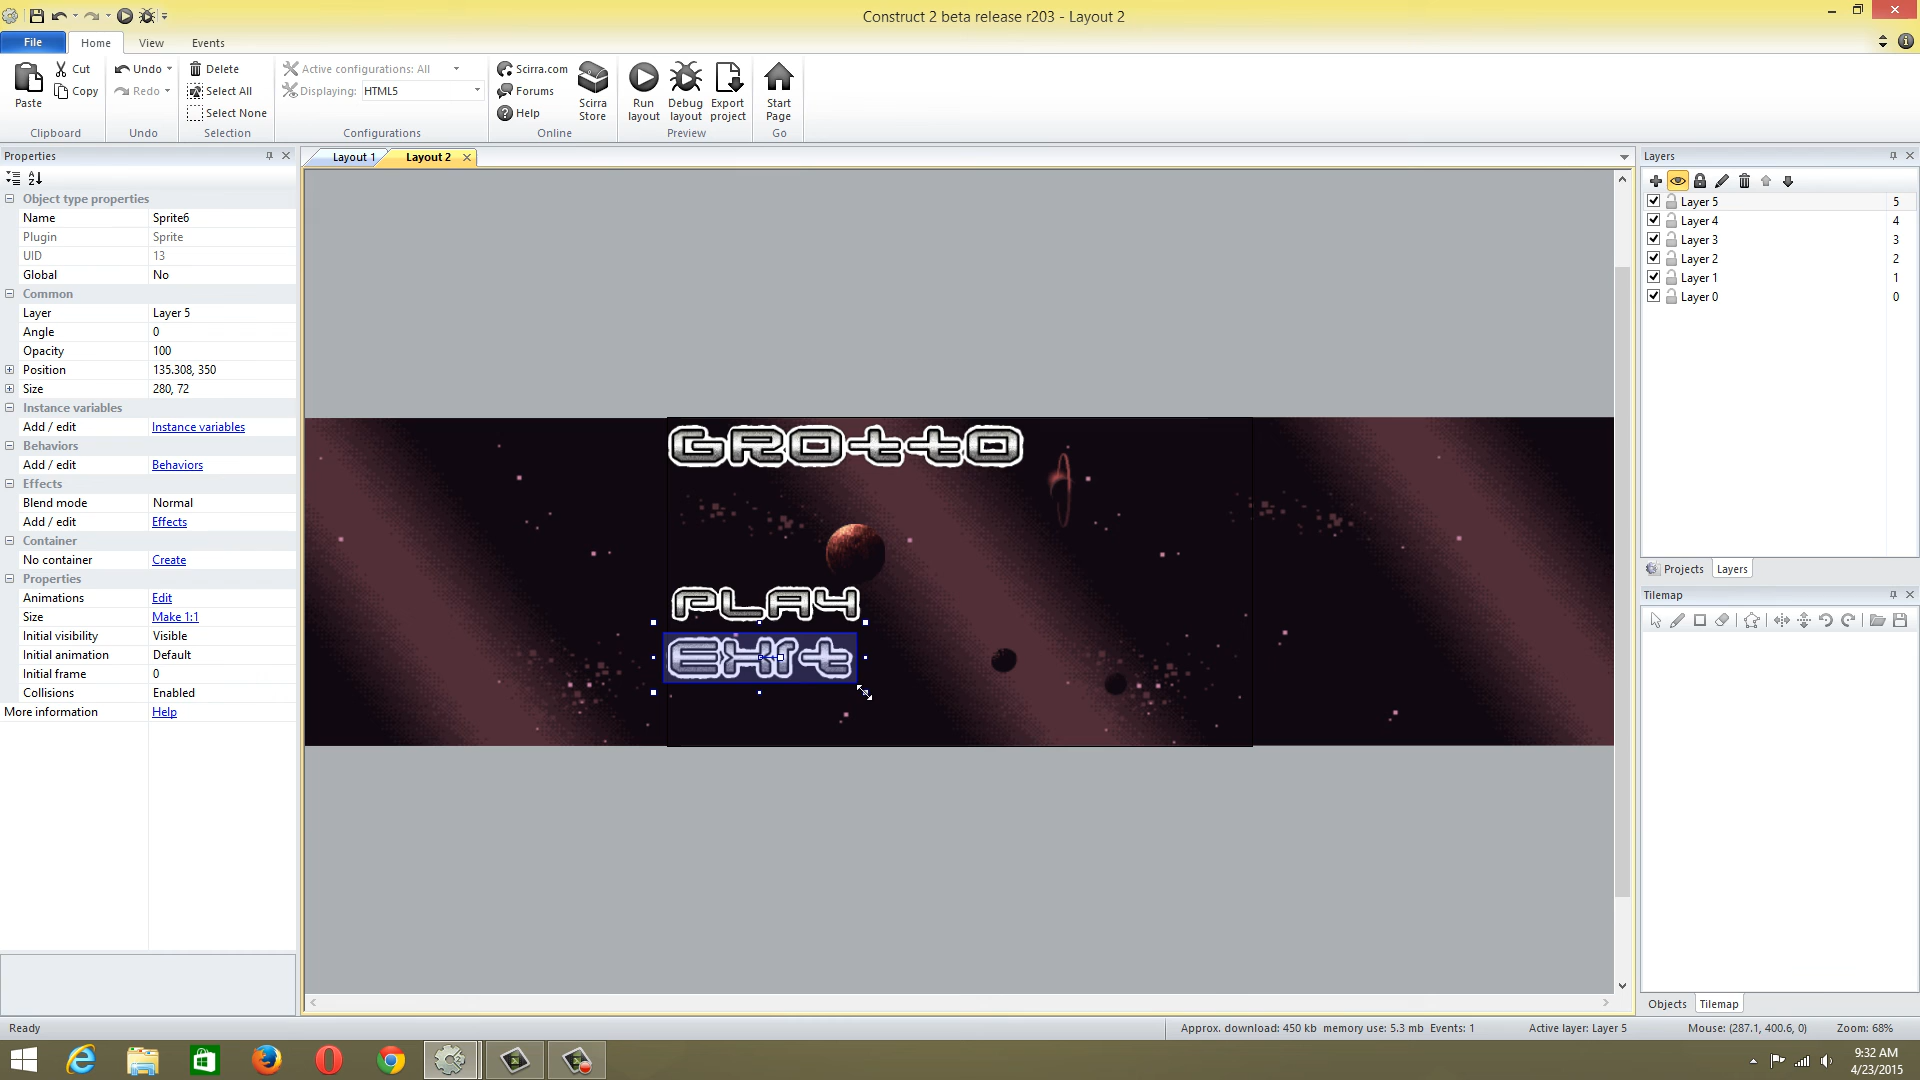 Construct 2 beta release r203 - Layout 2
File
Home
View
Events
Paste
Cut
Copy
Clipboard
Undo
Redo
Undo
Delete
Select All
Select None
Selection
Active configurations: All
Displaying: HTML5
Configurations
Scirra.com
Forums
Help
Scirra Store
Online
Run layout
Debug layout
Export project
Preview
Start Page
Go
Properties
Object type properties
Name Sprite6
Plugin Sprite
UID 13
Global No
Common
Layer Layer 5
Angle 0
Opacity 100
Position 135.308, 350
Size 280, 72
Instance variables
Add / edit Instance variables
Behaviors
Add / edit Behaviors
Effects
Blend mode Normal
Add / edit Effects
Container
No container Create
Properties
Animations Edit
Size Make 1:1
Initial visibility Visible
Initial animation Default
Initial frame 0
Collisions Enabled
More information Help
Layout 1
Layout 2
GROttO
PLAY
EXit
Layers
Layer 5 5
Layer 4 4
Layer 3 3
Layer 2 2
Layer 1 1
Layer 0 0
Projects
Layers
Tilemap
Objects
Tilemap
Ready
Approx. download: 450 kb memory use: 5.3 mb Events: 1
Active layer: Layer 5
Mouse: (287.1, 400.6, 0)
Zoom: 68%
9:32 AM
4/23/2015